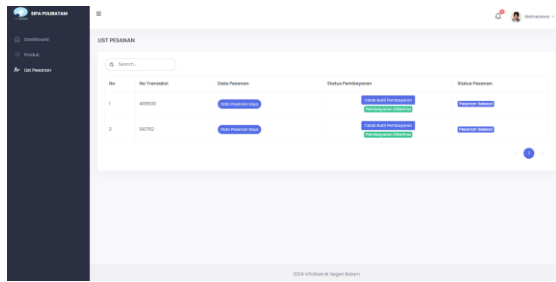 SIPA POLIBATAM
Mahasiswa
Dashboard
Produk
List Pesanan
LIST PESANAN
Search...
No No Transaksi Data Pesanan Status Pembayaran Status Pesanan
1 Data Pesanan Saya Cetak Bukti Pembayaran Pesanan Selesai
Pembayaran Diterima
2 Data Pesanan Saya Cetak Bukti Pembayaran Pesanan Selesai
Pembayaran Diterima
1
2024 ©Politeknik Negeri Batam